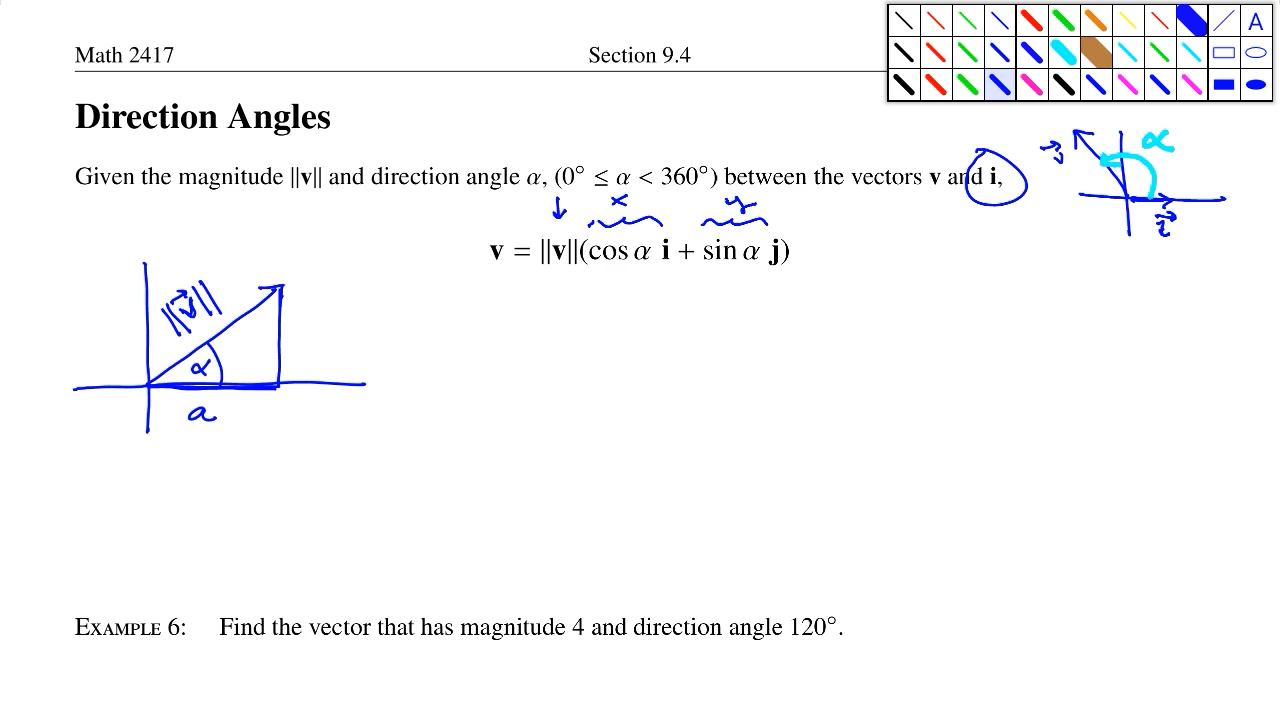 Math 2417 Section 9.4
A
Direction Angles
α
v⃗
Given the magnitude ||v|| and direction angle α, (0° ≤ α < 360°) between the vectors v and i,
x y
i⃗
v = ||v||(cos α i + sin α j)
||v⃗||
α
a
EXAMPLE 6: Find the vector that has magnitude 4 and direction angle 120°.